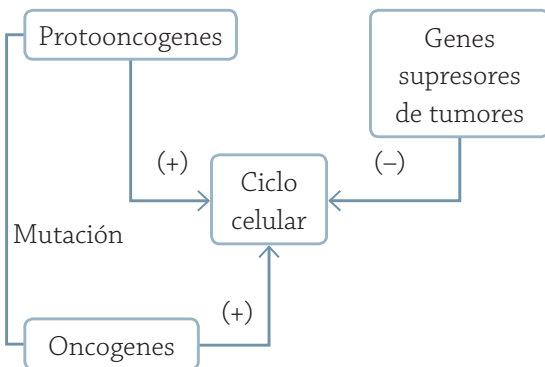 Protooncogenes
Genes
supresores
de tumores
(+)
(–)
Ciclo
celular
Mutación
(+)
Oncogenes